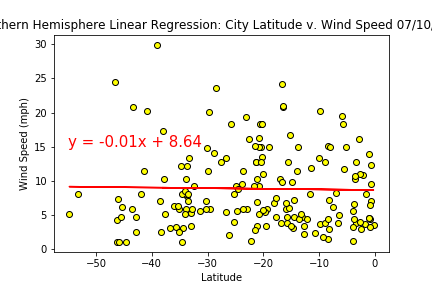 thern Hemisphere Linear Regression: City Latitude v. Wind Speed 07/10,
30
25
20
15
10
5
0
Wind Speed (mph)
y = -0.01x + 8.64
−50 −40 −30 −20 −10 0
Latitude